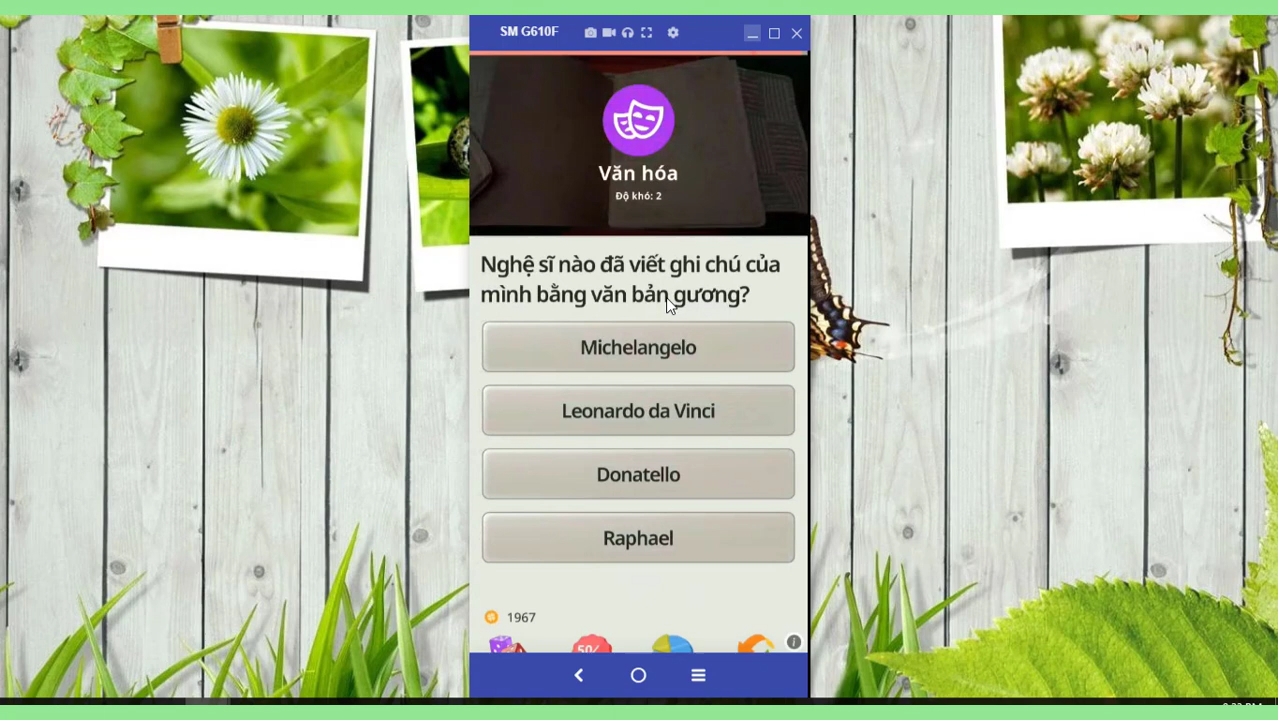 SM G610F
Văn hóa
Độ khó: 2
Nghệ sĩ nào đã viết ghi chú của
mình bằng văn bản gương?
Michelangelo
Leonardo da Vinci
Donatello
Raphael
1967